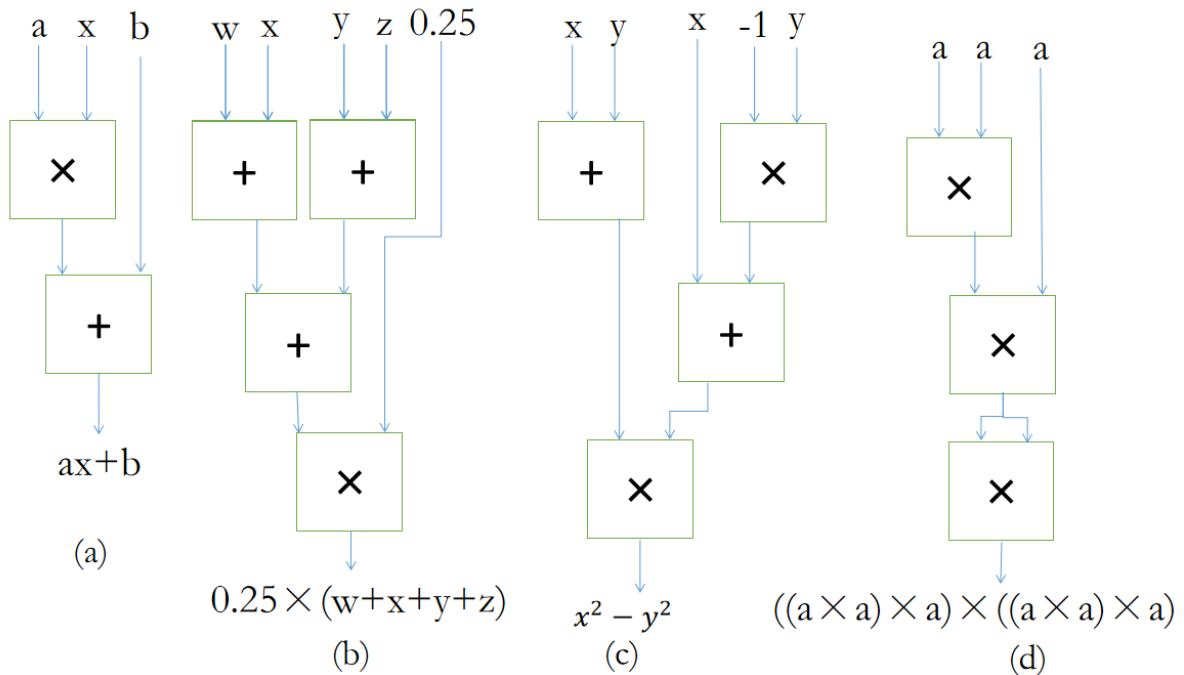 a x b
×
+
ax+b
(a)
w x y z 0.25
+ +
+
×
0.25×(w+x+y+z)
(b)
x y x -1 y
+ ×
+
×
x² − y²
(c)
a a a
×
×
×
((a × a) × a) × ((a × a) × a)
(d)